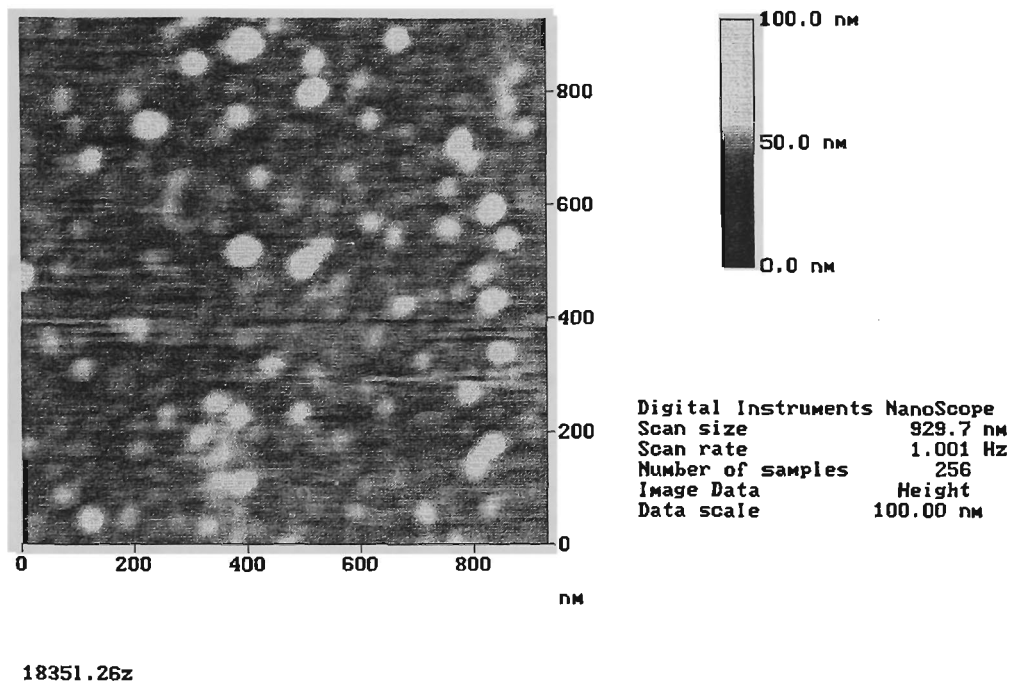 100.0 nm
50.0 nm
0.0 nm
800
600
400
200
0
0 200 400 600 800
nm
Digital Instruments NanoScope
Scan size 929.7 nm
Scan rate 1.001 Hz
Number of samples 256
Image Data Height
Data scale 100.00 nm
18351.26z